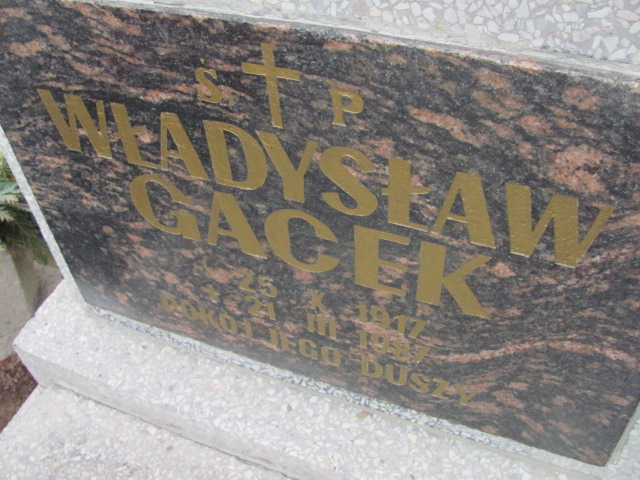 Ś. P.
WŁADYSŁAW
GACEK
* 25 X 1917
+ 21 III 1987
POKÓJ JEGO DUSZY